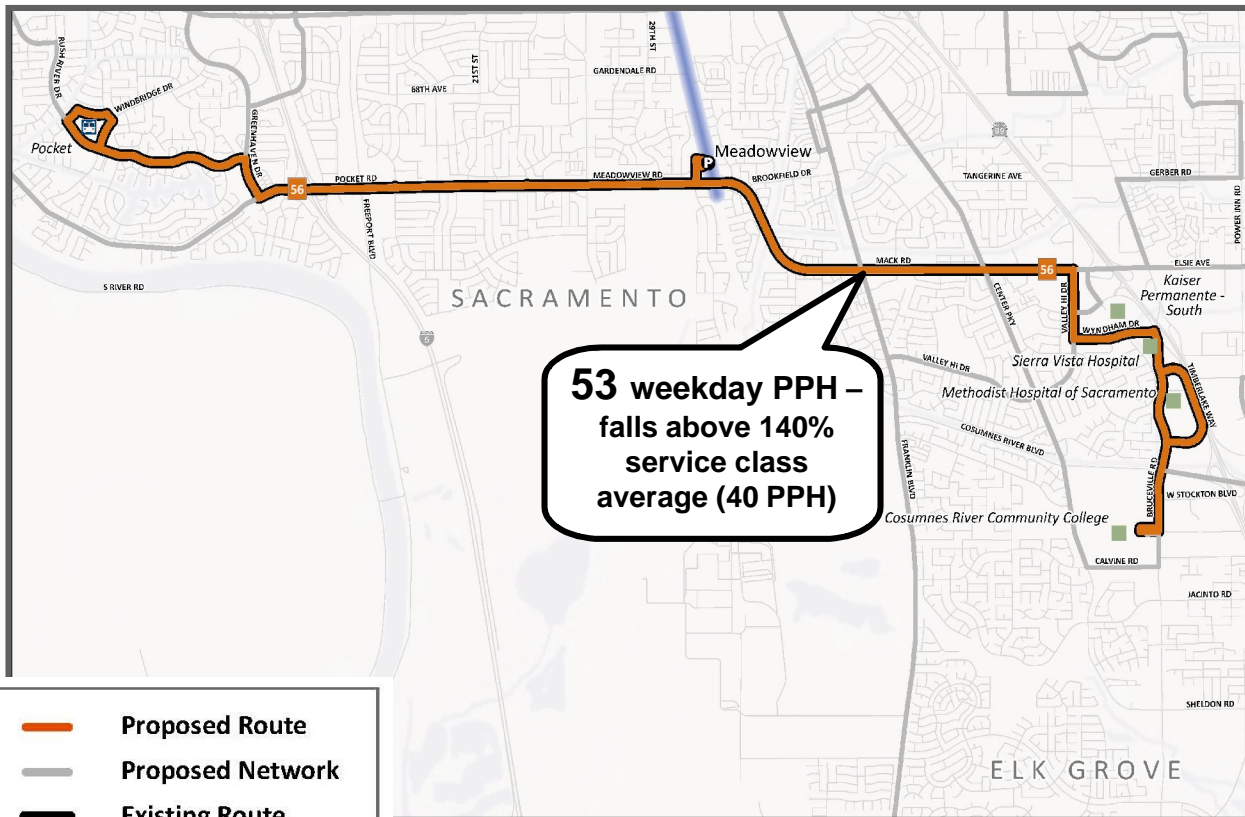 RUSH RIVER DR
WINDBRIDGE DR
Pocket
GREENHAVEN DR
56
POCKET RD
FREEPORT BLVD
21ST ST
68TH AVE
29TH ST
GARDENDALE RD
MEADOWVIEW RD
P
Meadowview
BROOKFIELD DR
99
TANGERINE AVE
GERBER RD
POWER INN RD
MACK RD
56
ELSIE AVE
Kaiser
Permanente -
South
S RIVER RD
SACRAMENTO
5
CENTER PKY
VALLEY HI DR
WYNDHAM DR
Sierra Vista Hospital
VALLEY HI DR
Methodist Hospital of Sacramento
TIMBERLAKE WAY
COSUMNES RIVER BLVD
FRANKLIN BLVD
BRUCEVILLE RD
W STOCKTON BLVD
Cosumnes River Community College
CALVINE RD
JACINTO RD
SHELDON RD
ELK GROVE
53 weekday PPH –
falls above 140%
service class
average (40 PPH)
Proposed Route
Proposed Network
Existing Route